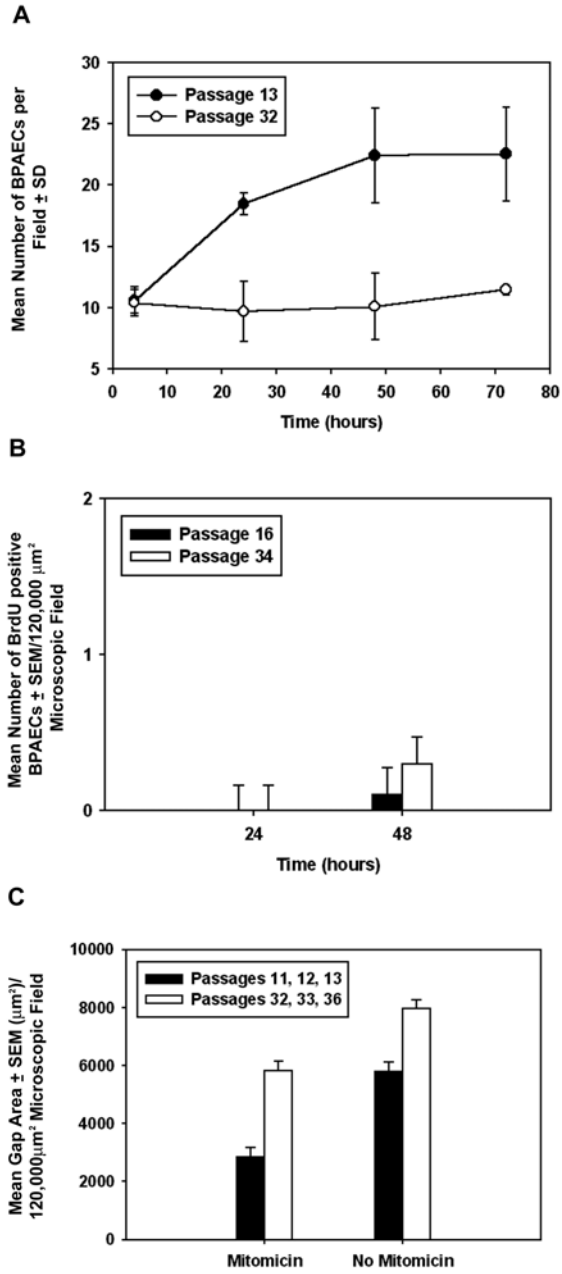 A
Mean Number of BPAECs per
Field ± SD
30
25
20
15
10
5
Passage 13
Passage 32
0 10 20 30 40 50 60 70 80
Time (hours)
B
Mean Number of BrdU positive
BPAECs ± SEM/120,000 µm²
Microscopic Field
2
1
0
Passage 16
Passage 34
24 48
Time (hours)
C
Mean Gap Area ± SEM (µm²)/
120,000µm² Microscopic Field
10000
8000
6000
4000
2000
0
Passages 11, 12, 13
Passages 32, 33, 36
Mitomicin No Mitomicin